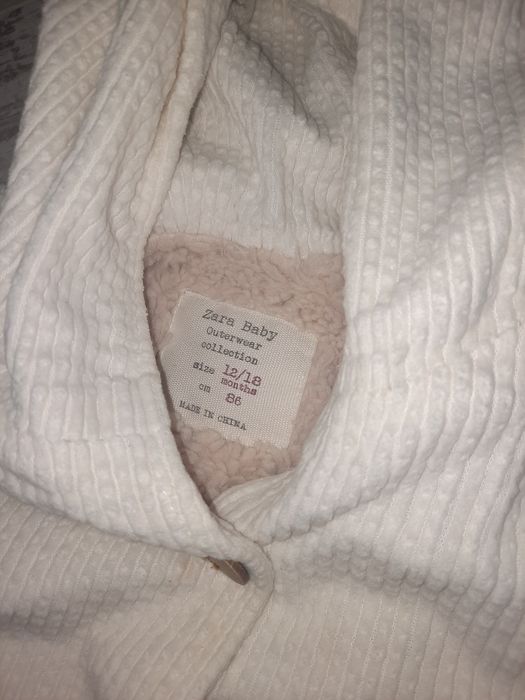 Zara Baby
Outerwear
collection
size 12/18
months
cm 86
MADE IN CHINA